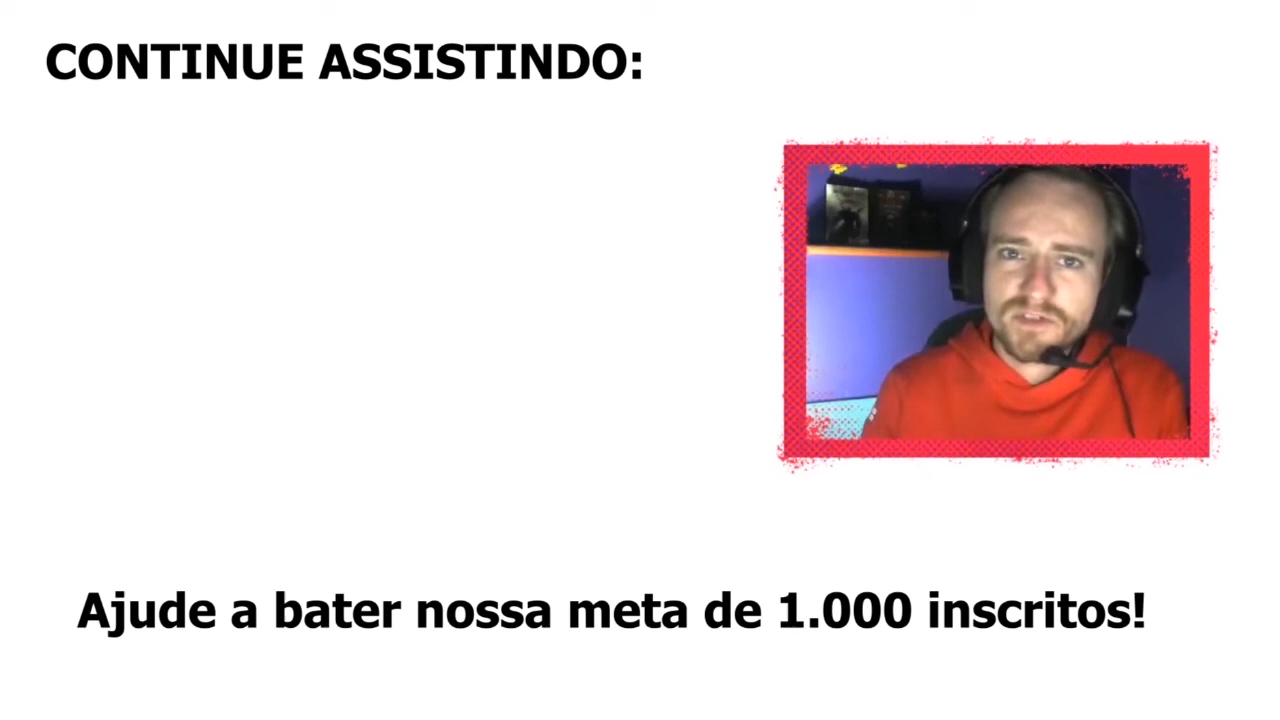 CONTINUE ASSISTINDO:
Ajude a bater nossa meta de 1.000 inscritos!